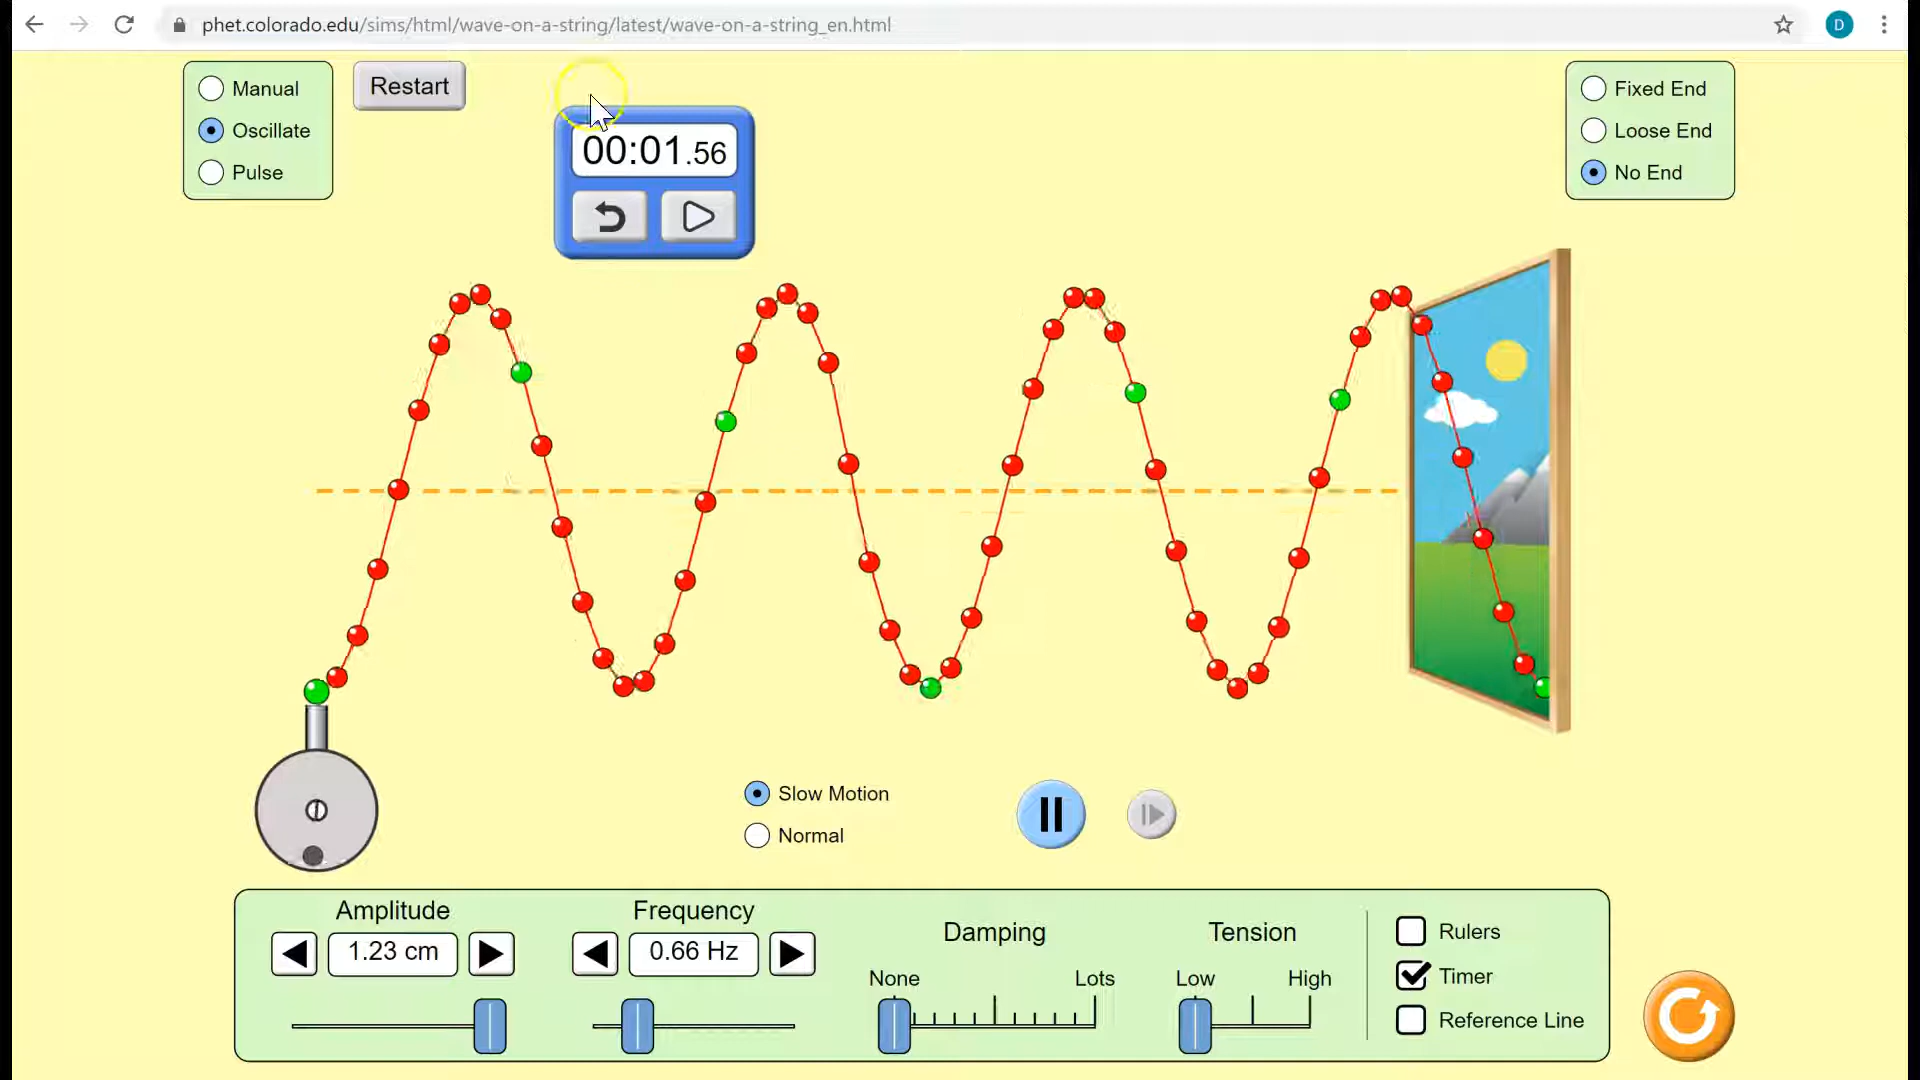 phet.colorado.edu/sims/html/wave-on-a-string/latest/wave-on-a-string_en.html
D
Manual
Oscillate
Pulse
Restart
00:01.56
Fixed End
Loose End
No End
Slow Motion
Normal
Amplitude
1.23 cm
Frequency
0.66 Hz
Damping
None
Lots
Tension
Low
High
Rulers
Timer
Reference Line